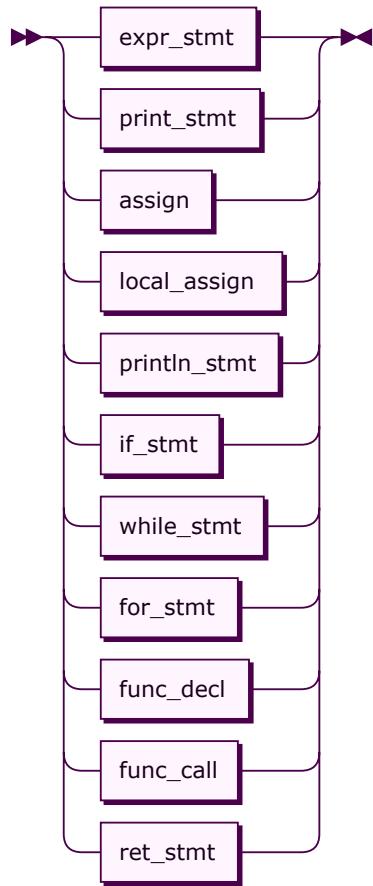 expr_stmt
print_stmt
assign
local_assign
println_stmt
if_stmt
while_stmt
for_stmt
func_decl
func_call
ret_stmt